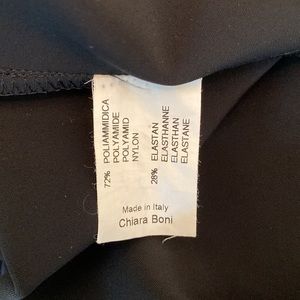 72% POLIAMMIDICA
POLYAMIDE
POLYAMID
NYLON
28% ELASTAN
ELASTHANNE
ELASTHAN
ELASTANE
Made in Italy
Chiara Boni